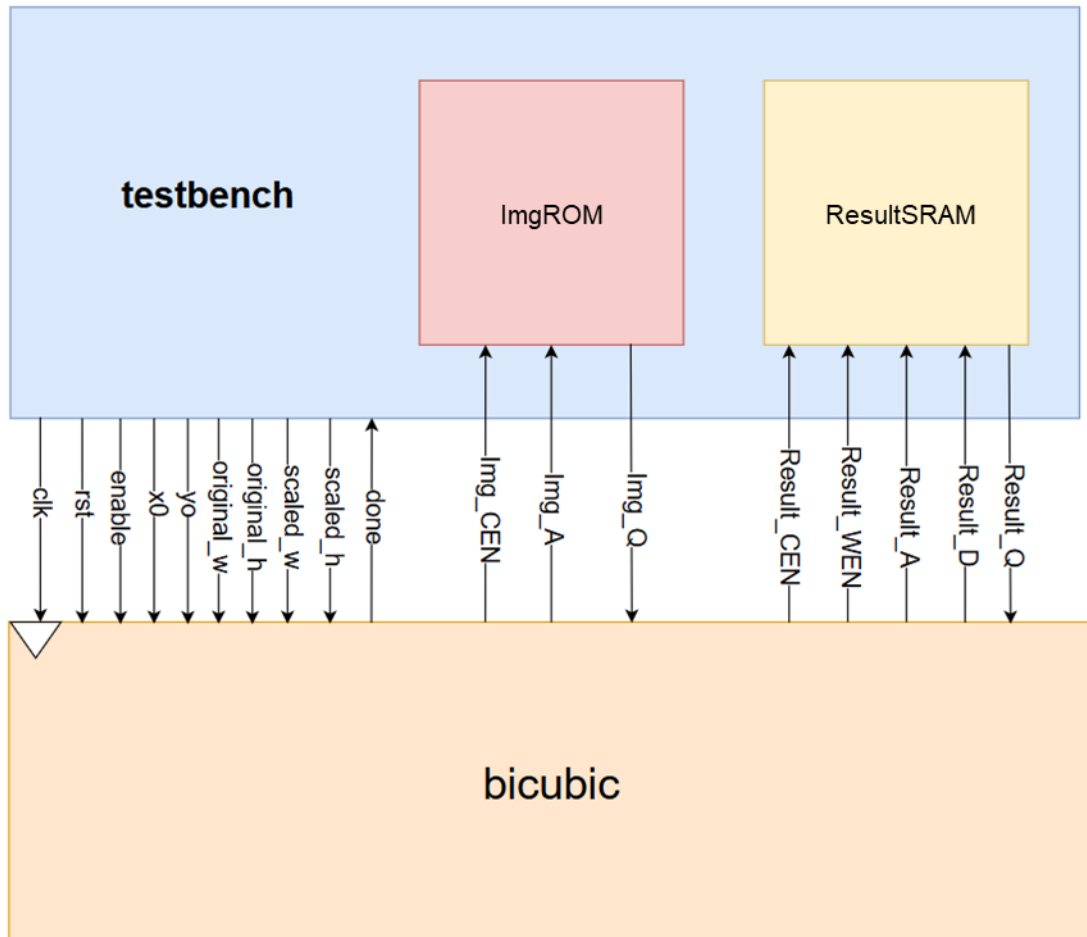 testbench
ImgROM
ResultSRAM
clk
rst
enable
x0
yo
original_w
original_h
scaled_w
scaled_h
done
Img_CEN
Img_A
Img_Q
Result_CEN
Result_WEN
Result_A
Result_D
Result_Q
bicubic